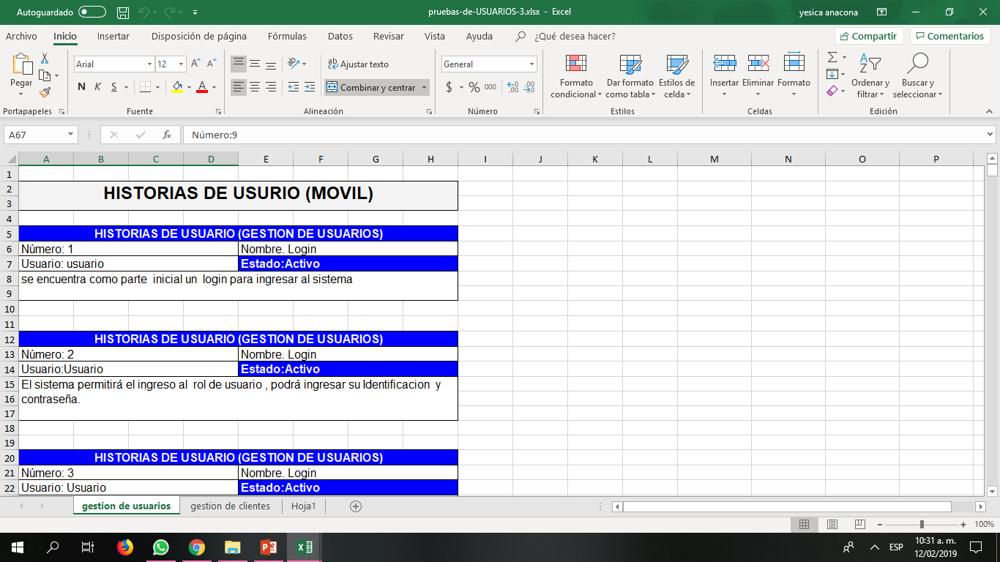 Autoguardado
pruebas-de-USUARIOS-3.xlsx - Excel
yesica anacona
Archivo Inicio Insertar Disposición de página Fórmulas Datos Revisar Vista Ayuda ¿Qué desea hacer? Compartir Comentarios
Pegar
Portapapeles
Arial 12
N K S
Fuente
Ajustar texto
Combinar y centrar
Alineación
General
$ % 000
Número
Formato condicional
Dar formato como tabla
Estilos de celda
Estilos
Insertar Eliminar Formato
Celdas
Ordenar y filtrar
Buscar y seleccionar
Edición
A67 fx Número:9
A B C D E F G H I J K L M N O P
1
2 HISTORIAS DE USURIO (MOVIL)
3
4
5 HISTORIAS DE USUARIO (GESTION DE USUARIOS)
6 Número: 1 Nombre. Login
7 Usuario: usuario Estado:Activo
8 se encuentra como parte inicial un login para ingresar al sistema
9
10
11
12 HISTORIAS DE USUARIO (GESTION DE USUARIOS)
13 Número: 2 Nombre. Login
14 Usuario:Usuario Estado:Activo
15 El sistema permitirá el ingreso al rol de usuario , podrá ingresar su Identificacion y
16 contraseña.
17
18
19
20 HISTORIAS DE USUARIO (GESTION DE USUARIOS)
21 Número: 3 Nombre. Login
22 Usuario: Usuario Estado:Activo
gestion de usuarios gestion de clientes Hoja1
100%
ESP
10:31 a. m.
12/02/2019